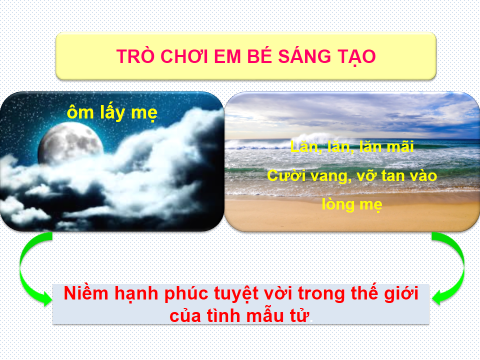 TRÒ CHƠI EM BÉ SÁNG TẠO
ôm lấy mẹ
Lăn, lăn, lăn mãi
Cười vang, vỡ tan vào
lòng mẹ
Niềm hạnh phúc tuyệt vời trong thế giới
của tình mẫu tử